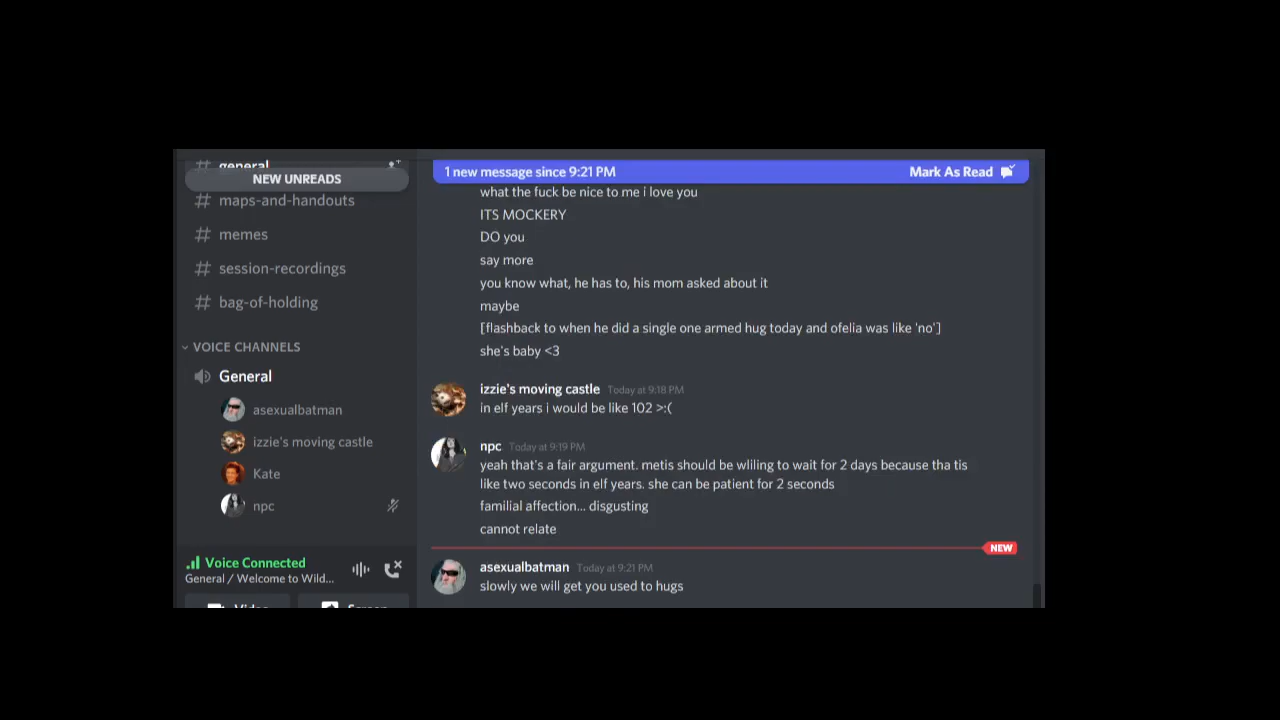 general
NEW UNREADS
# maps-and-handouts
# memes
# session-recordings
# bag-of-holding
VOICE CHANNELS
General
asexualbatman
izzie's moving castle
Kate
npc
Voice Connected
General / Welcome to Wild...
Video
Screen
1 new message since 9:21 PM
Mark As Read
what the fuck be nice to me i love you
ITS MOCKERY
DO you
say more
you know what, he has to, his mom asked about it
maybe
[flashback to when he did a single one armed hug today and ofelia was like 'no']
she's baby <3
izzie's moving castle Today at 9:18 PM
in elf years i would be like 102 >:(
npc Today at 9:19 PM
yeah that's a fair argument. metis should be wliling to wait for 2 days because tha tis
like two seconds in elf years. she can be patient for 2 seconds
familial affection... disgusting
cannot relate
NEW
asexualbatman Today at 9:21 PM
slowly we will get you used to hugs